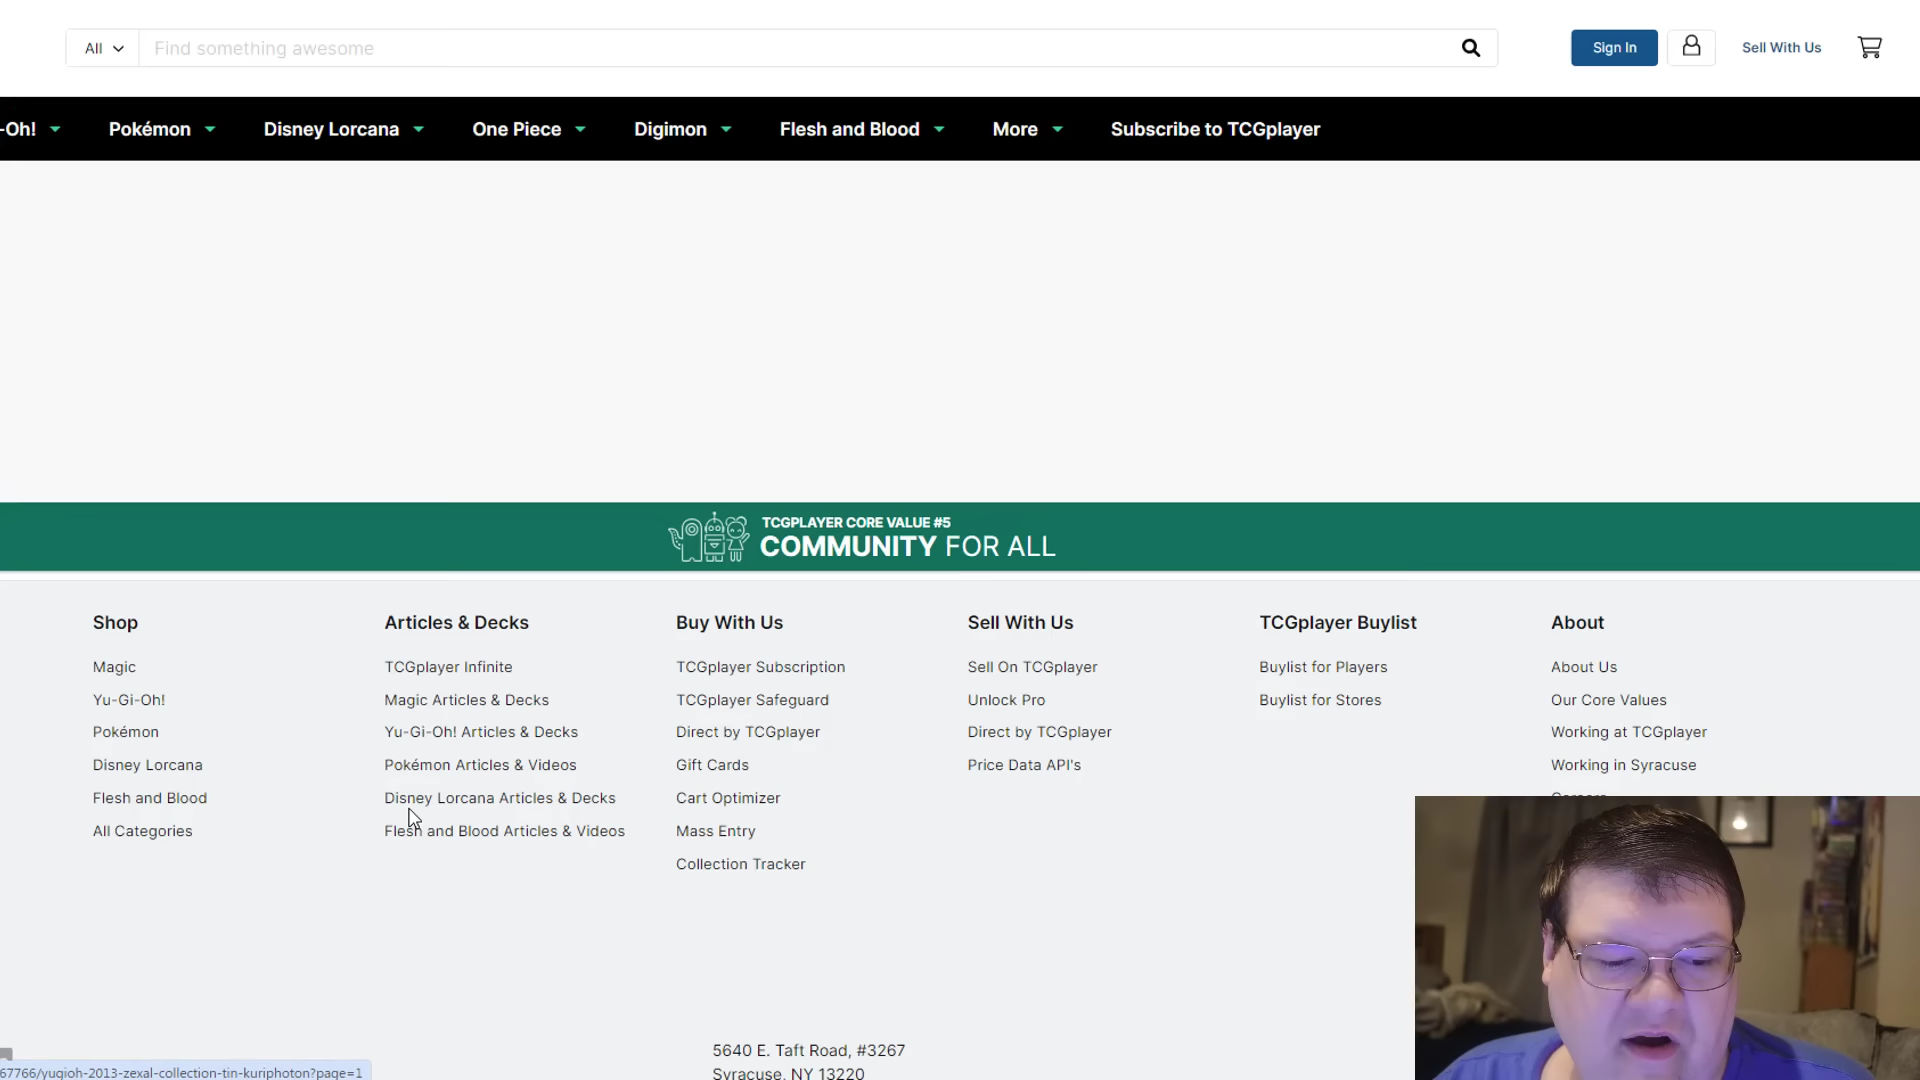 All
Find something awesome
Sign In
Sell With Us
-Oh!
Pokémon
Disney Lorcana
One Piece
Digimon
Flesh and Blood
More
Subscribe to TCGplayer
TCGPLAYER CORE VALUE #5
COMMUNITY FOR ALL
Shop
Magic
Yu-Gi-Oh!
Pokémon
Disney Lorcana
Flesh and Blood
All Categories
Articles & Decks
TCGplayer Infinite
Magic Articles & Decks
Yu-Gi-Oh! Articles & Decks
Pokémon Articles & Videos
Disney Lorcana Articles & Decks
Flesh and Blood Articles & Videos
Buy With Us
TCGplayer Subscription
TCGplayer Safeguard
Direct by TCGplayer
Gift Cards
Cart Optimizer
Mass Entry
Collection Tracker
Sell With Us
Sell On TCGplayer
Unlock Pro
Direct by TCGplayer
Price Data API's
TCGplayer Buylist
Buylist for Players
Buylist for Stores
About
About Us
Our Core Values
Working at TCGplayer
Working in Syracuse
5640 E. Taft Road, #3267
Syracuse, NY 13220
67766/yugioh-2013-zexal-collection-tin-kuriphoton?page=1